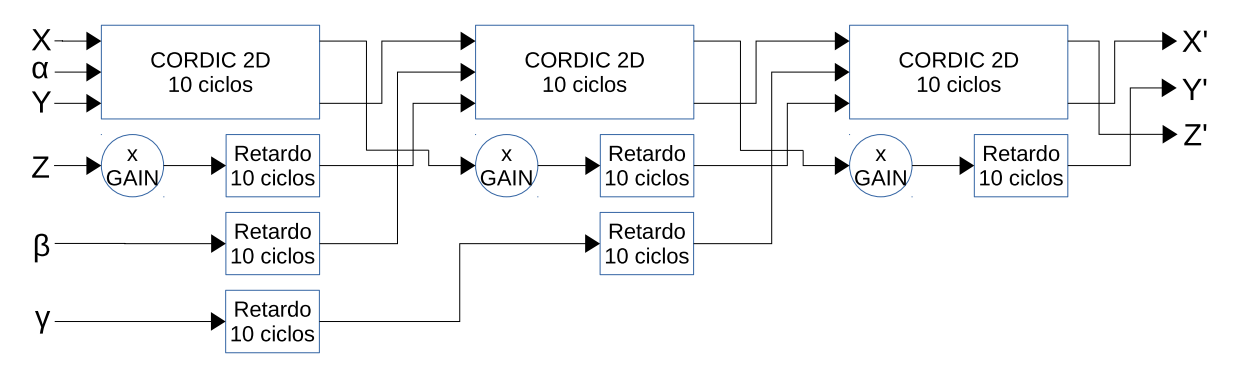 X
α
Y
CORDIC 2D
10 ciclos
CORDIC 2D
10 ciclos
CORDIC 2D
10 ciclos
X'
Y'
Z'
Z
x
GAIN
Retardo
10 ciclos
x
GAIN
Retardo
10 ciclos
x
GAIN
Retardo
10 ciclos
β
Retardo
10 ciclos
Retardo
10 ciclos
γ
Retardo
10 ciclos